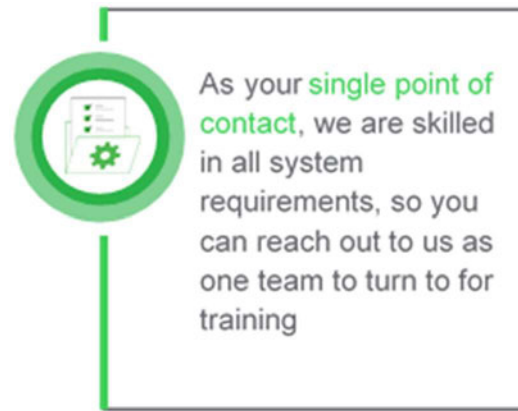 As your single point of
contact, we are skilled
in all system
requirements, so you
can reach out to us as
one team to turn to for
training